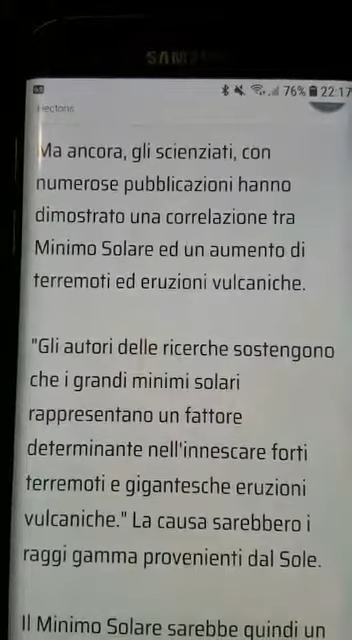 SAMSUNG
76% 22:17
Hectons
Ma ancora, gli scienziati, con
numerose pubblicazioni hanno
dimostrato una correlazione tra
Minimo Solare ed un aumento di
terremoti ed eruzioni vulcaniche.
"Gli autori delle ricerche sostengono
che i grandi minimi solari
rappresentano un fattore
determinante nell'innescare forti
terremoti e gigantesche eruzioni
vulcaniche." La causa sarebbero i
raggi gamma provenienti dal Sole.
Il Minimo Solare sarebbe quindi un